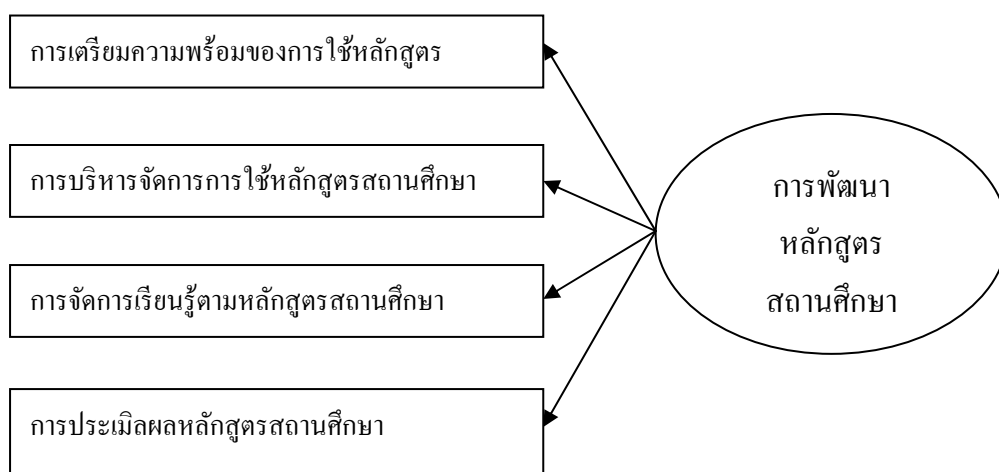 การเตรียมความพร้อมของการใช้หลักสูตร
การบริหารจัดการการใช้หลักสูตรสถานศึกษา
การจัดการเรียนรู้ตามหลักสูตรสถานศึกษา
การประเมิลผลหลักสูตรสถานศึกษา
การพัฒนา
หลักสูตร
สถานศึกษา